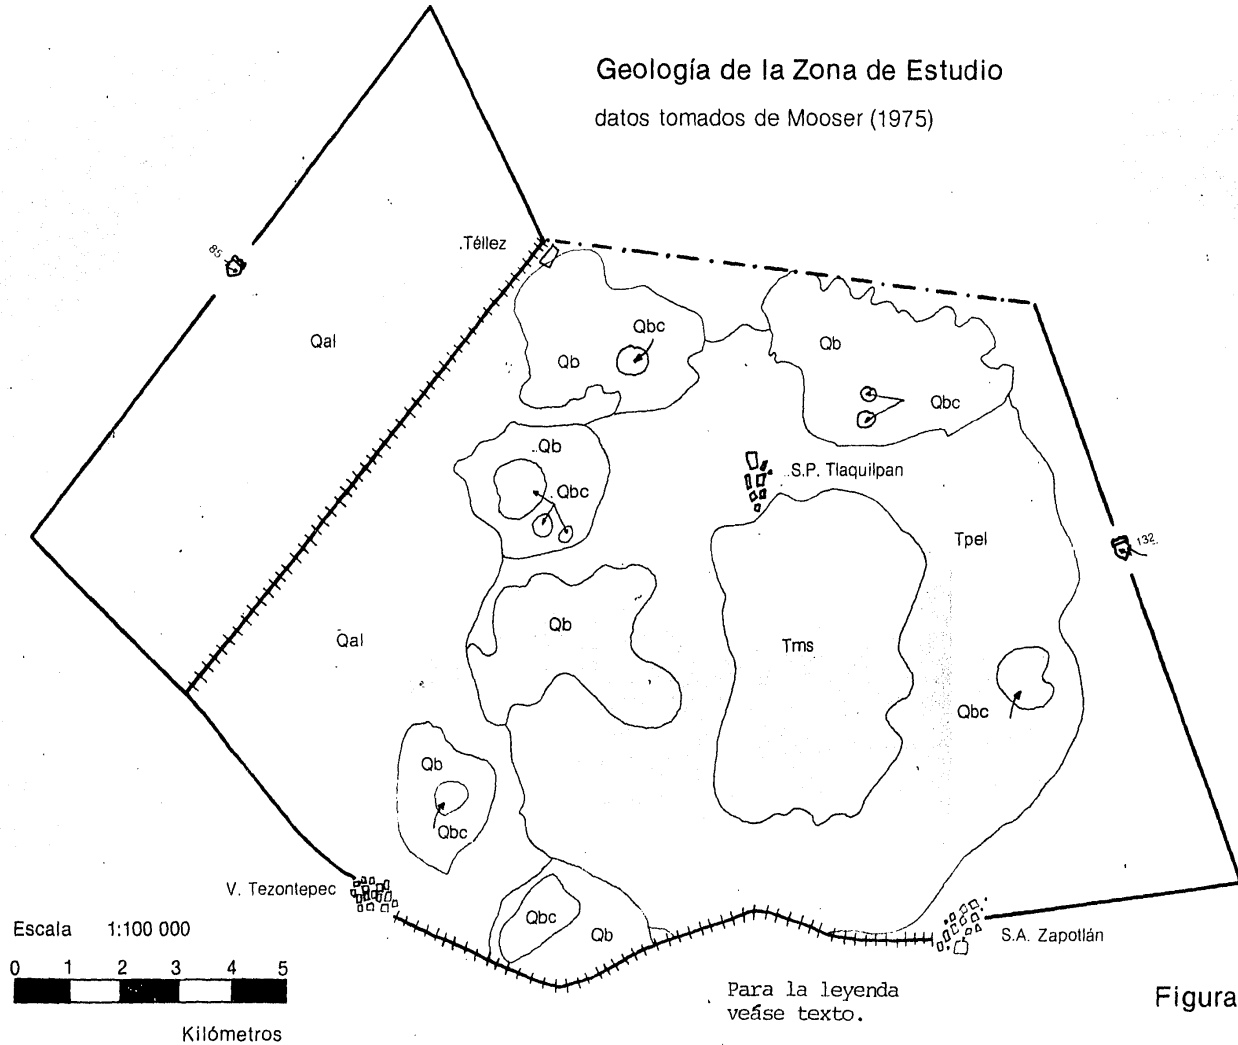 Geología de la Zona de Estudio
datos tomados de Mooser (1975)
.Téllez
85
Qal
Qbc
Qb
Qb
Qbc
Qb
Qbc
S.P. Tlaquilpan
Tpel
132
Qb
Qal
Tms
Qbc
Qb
Qbc
V. Tezontepec
Qbc
Qb
S.A. Zapotlán
Escala 1:100 000
0 1 2 3 4 5
Kilómetros
Para la leyenda
veáse texto.
Figura